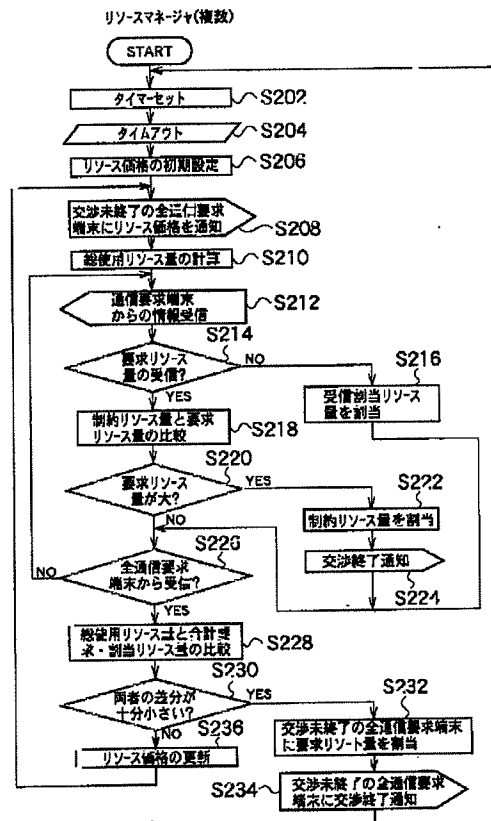 リソースマネージャ(複数)
START
タイマーセット
S202
タイムアウト
S204
リソース価格の初期設定
S206
交渉未終了の全通信要求
端末にリソース価格を通知
S208
総使用リソース量の計算
S210
通信要求端末
からの情報受信
S212
要求リソース
量の受信?
S214
NO
YES
受信割当リソース
量を割当
S216
制約リソース量と要求
リソース量の比較
S218
要求リソース
量が大?
S220
YES
NO
制約リソース量を割当
S222
交渉終了通知
S224
全通信要求
端末から受信?
S226
NO
YES
総使用リソース量と合計要
求・割当リソース量の比較
S228
両者の差分が
十分小さい?
S230
YES
NO
交渉未終了の全通信要求端末
に要求リソート量を割当
S232
リソース価格の更新
S236
交渉未終了の全通信要求
端末に交渉終了通知
S234